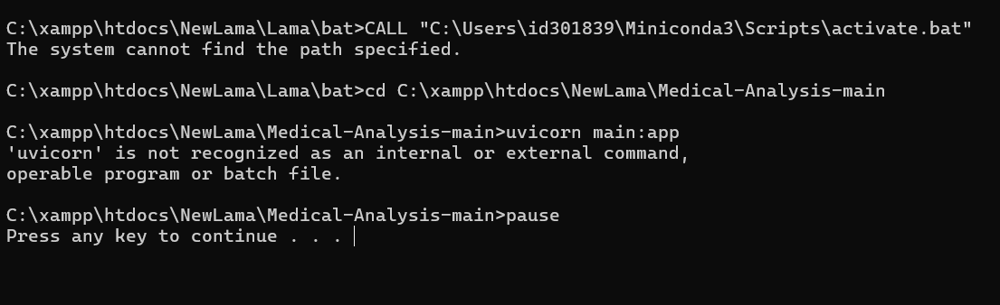 C:\xampp\htdocs\NewLama\Lama\bat>CALL "C:\Users\id301839\Miniconda3\Scripts\activate.bat"
The system cannot find the path specified.
C:\xampp\htdocs\NewLama\Lama\bat>cd C:\xampp\htdocs\NewLama\Medical-Analysis-main
C:\xampp\htdocs\NewLama\Medical-Analysis-main>uvicorn main:app
'uvicorn' is not recognized as an internal or external command,
operable program or batch file.
C:\xampp\htdocs\NewLama\Medical-Analysis-main>pause
Press any key to continue . . .